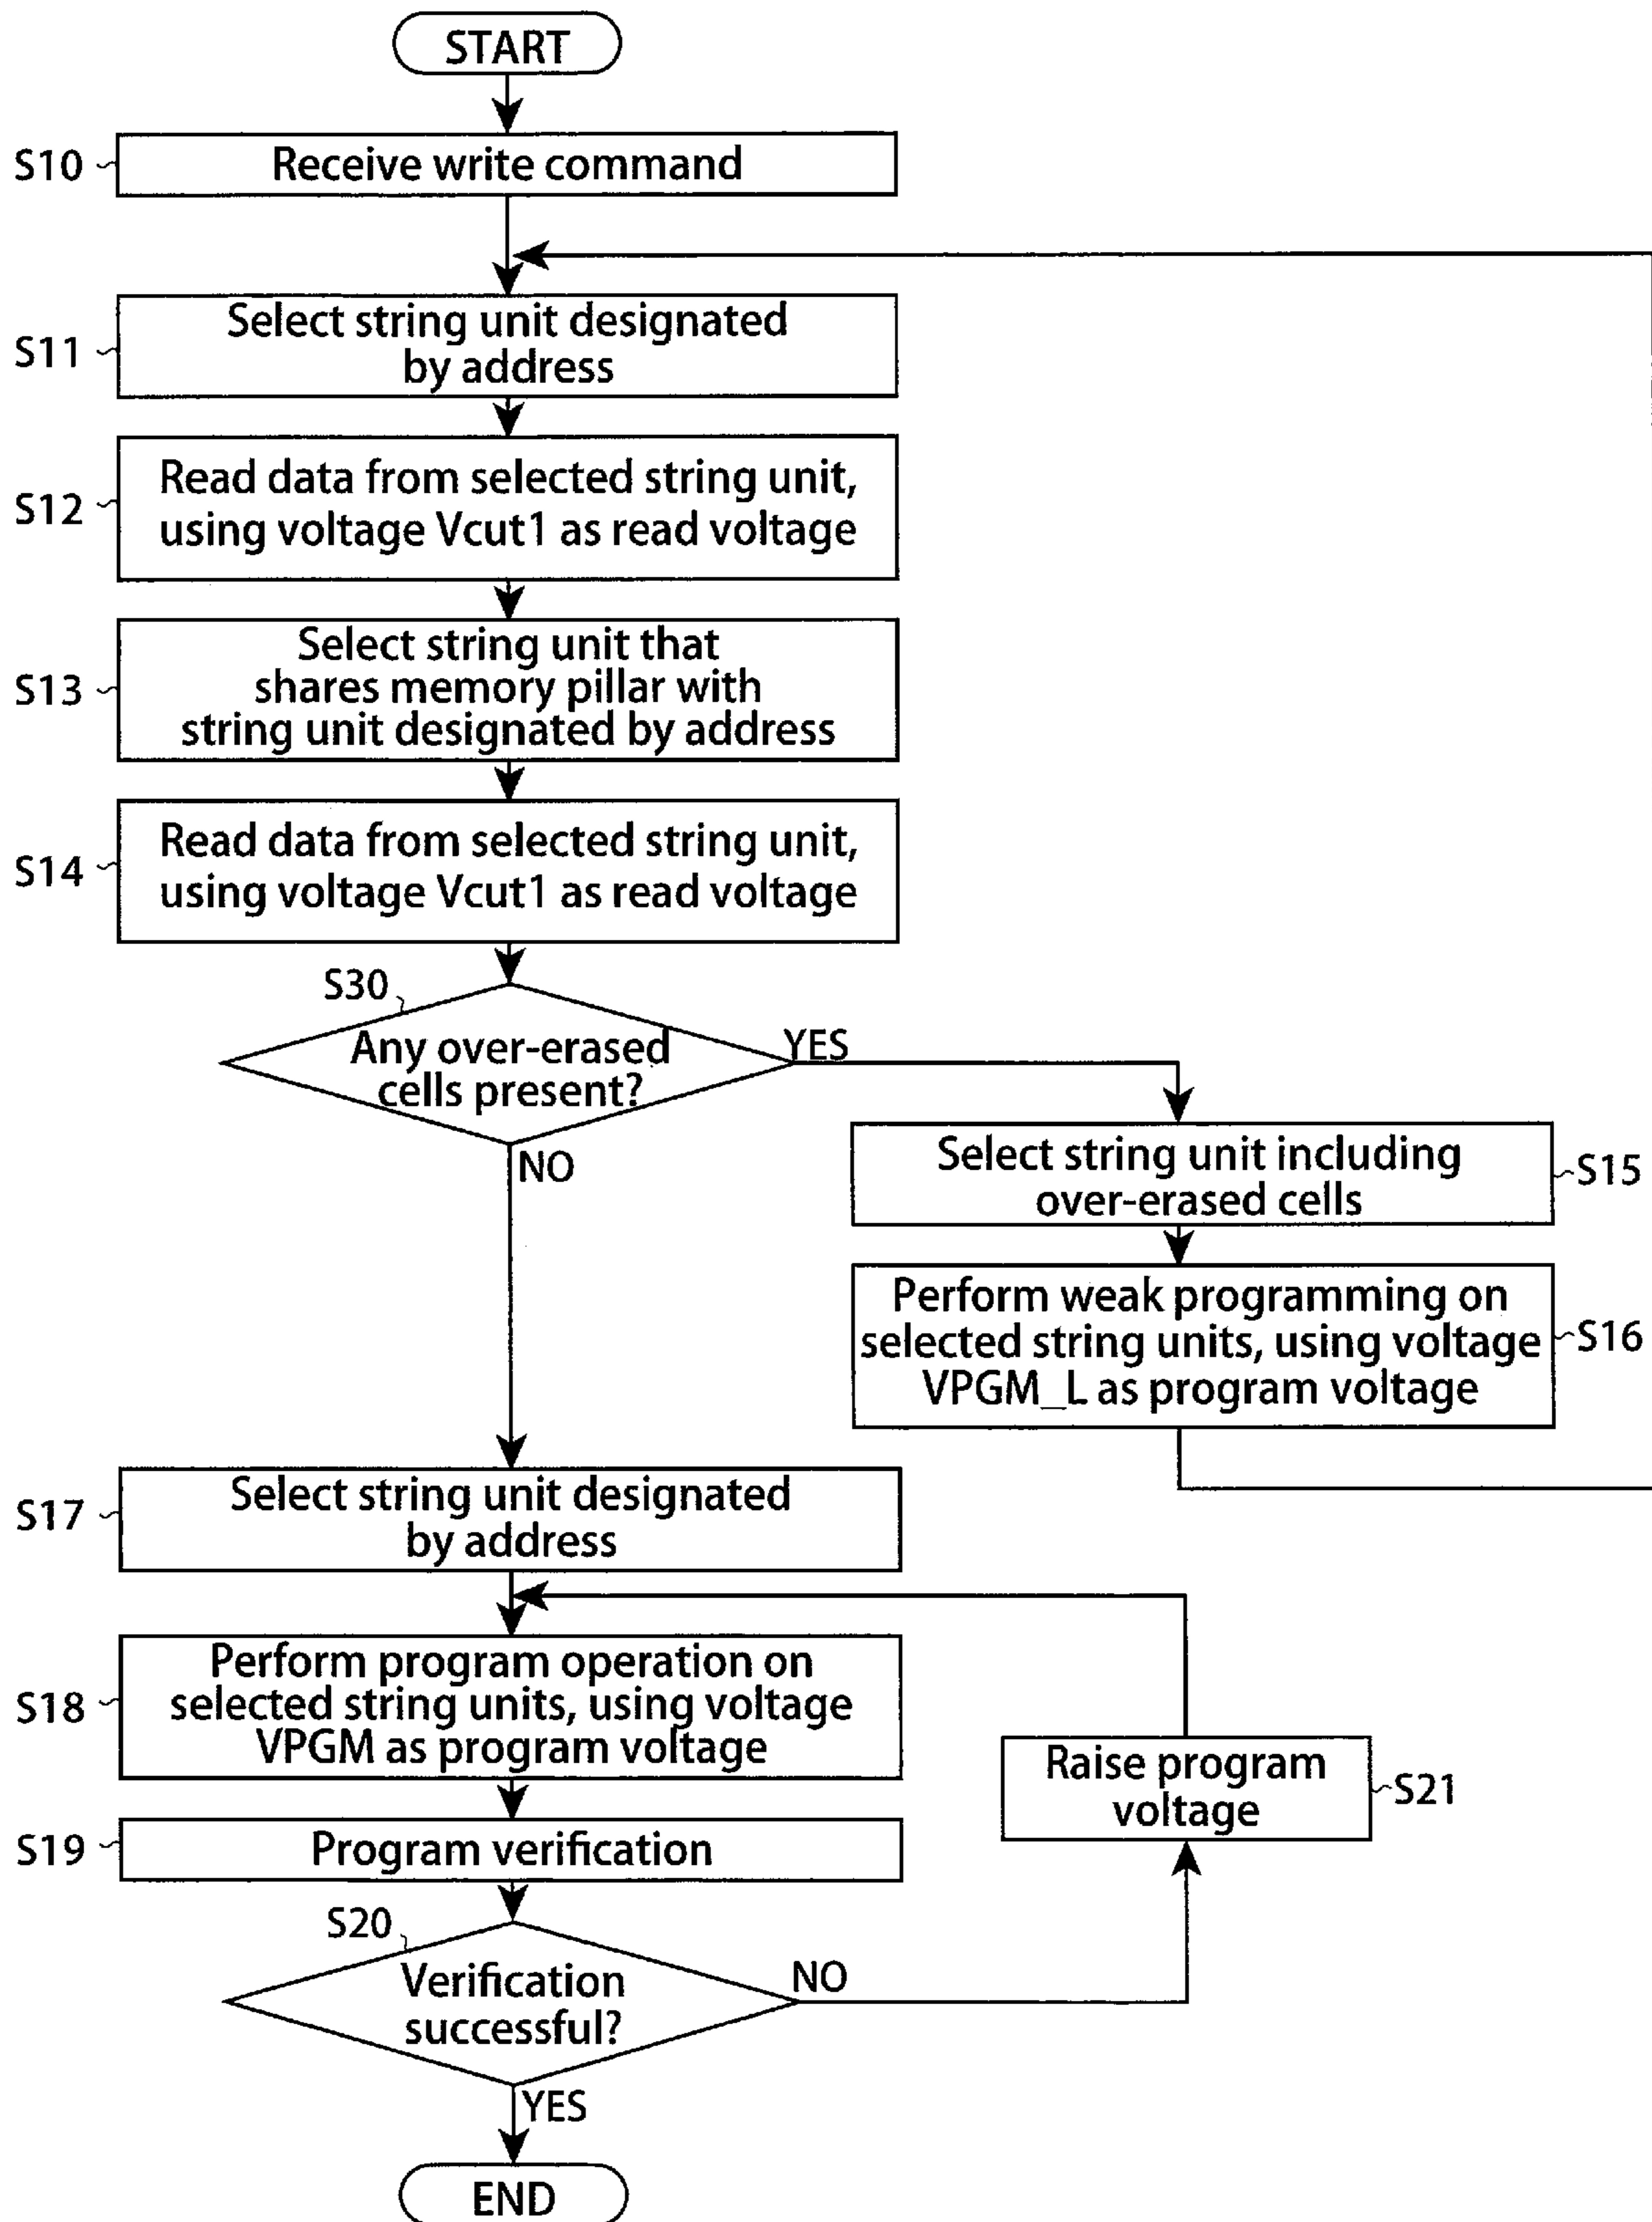 START
S10
Receive write command
S11
Select string unit designated
by address
S12
Read data from selected string unit,
using voltage Vcut1 as read voltage
S13
Select string unit that
shares memory pillar with
string unit designated by address
S14
Read data from selected string unit,
using voltage Vcut1 as read voltage
S30
Any over-erased
cells present?
YES
NO
Select string unit including
over-erased cells
S15
Perform weak programming on
selected string units, using voltage
VPGM_L as program voltage
S16
S17
Select string unit designated
by address
S18
Perform program operation on
selected string units, using voltage
VPGM as program voltage
Raise program
voltage
S21
S19
Program verification
S20
Verification
successful?
NO
YES
END